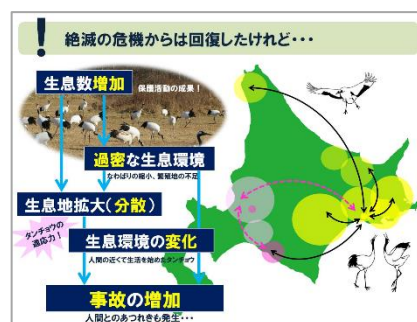 ! 絶滅の危機からは回復したけれど・・・
生息数増加
保護活動の成果！
過密な生息環境
なわばりの縮小、繁殖地の不足
生息地拡大(分散)
タンチョウの
適応力！
生息環境の変化
人間の近くで生活を始めたタンチョウ
事故の増加
人間とのあつれきも発生・・・